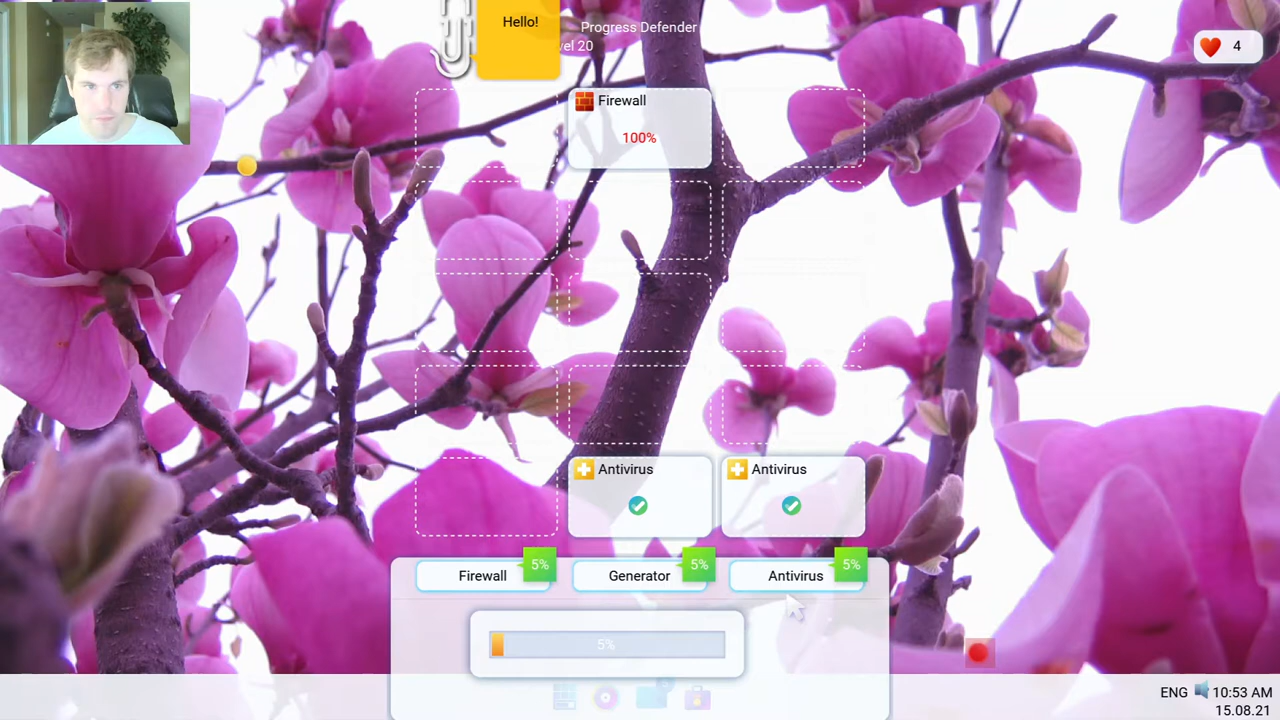 Hello!
Progress Defender
vel 20
4
Firewall
100%
Antivirus
Antivirus
5%
5%
5%
Firewall
Generator
Antivirus
5%
ENG 10:53 AM
15.08.21